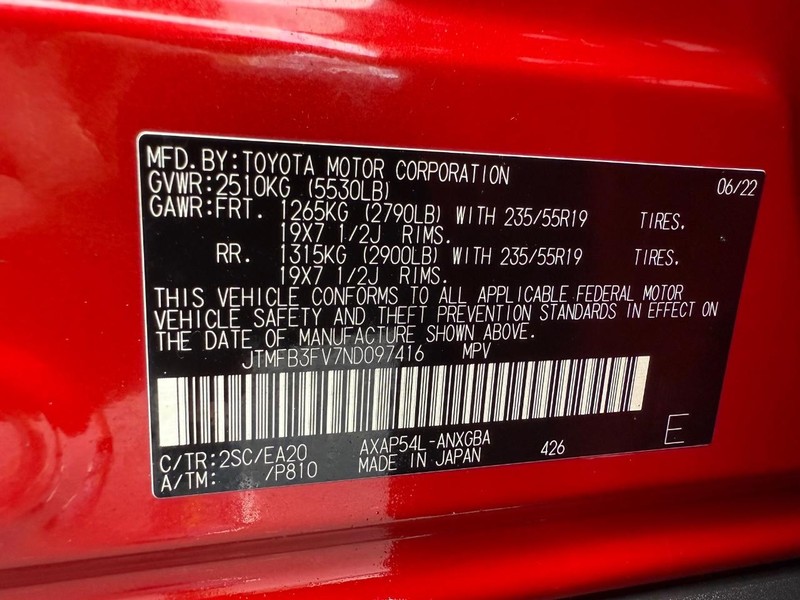 MFD.BY:TOYOTA MOTOR CORPORATION 06/22
GVWR:2510KG (5530LB)
GAWR:FRT. 1265KG (2790LB) WITH 235/55R19 TIRES.
19X7 1/2J RIMS.
RR. 1315KG (2900LB) WITH 235/55R19 TIRES.
19X7 1/2J RIMS.
THIS VEHICLE CONFORMS TO ALL APPLICABLE FEDERAL MOTOR
VEHICLE SAFETY AND THEFT PREVENTION STANDARDS IN EFFECT ON
THE DATE OF MANUFACTURE SHOWN ABOVE.
JTMFB3FV7ND097416 MPV
C/TR:2SC/EA20 AXAP54L-ANXGBA 426 E
A/TM: /P810 MADE IN JAPAN